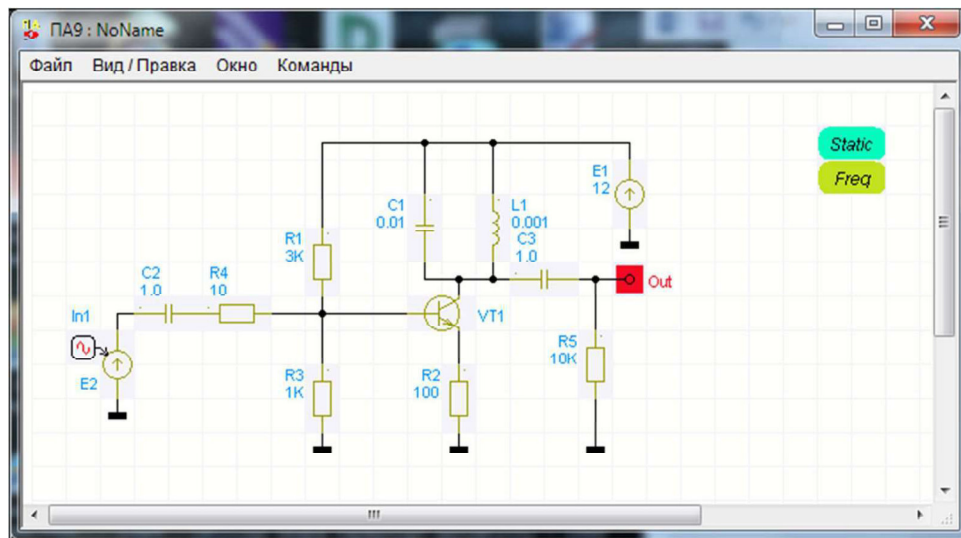 ПА9 : NoName
Файл Вид / Правка Окно Команды
Static
Freq
E1
12
C1
0.01
L1
0.001
C3
1.0
R1
3K
Out
C2
1.0
R4
10
In1
VT1
E2
R3
1K
R2
100
R5
10K